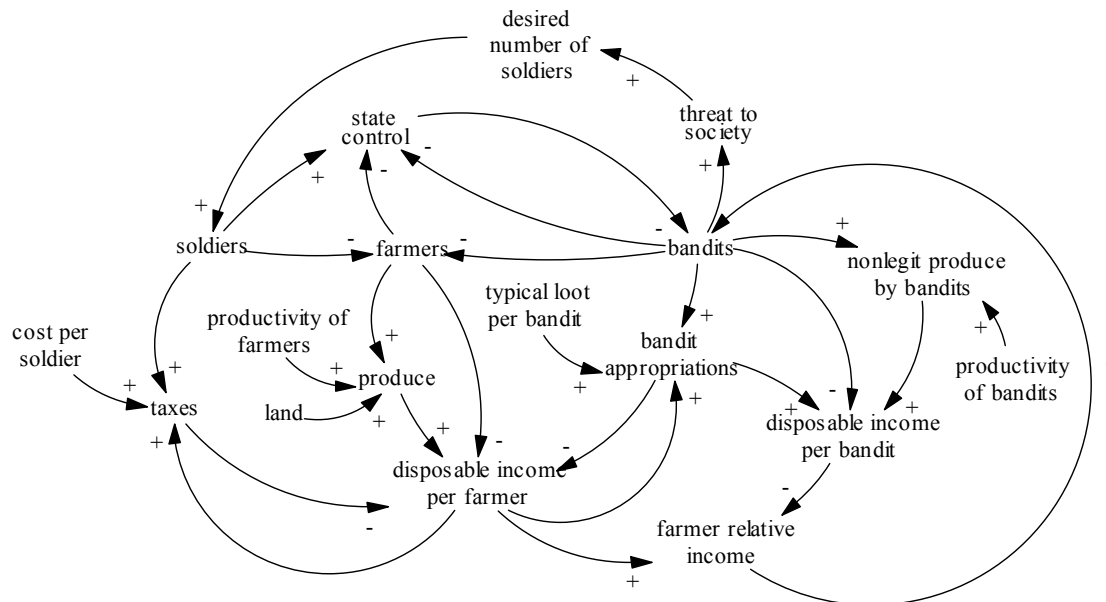 desired
number of
soldiers
+
threat to
society
+
state
control
-
-
+
+
soldiers
-
farmers
-
-
bandits
+
nonlegit produce
by bandits
typical loot
per bandit
+
productivity
of bandits
cost per
soldier
productivity of
farmers
+
+
bandit
appropriations
+
+
+
produce
+
+
-
+
taxes
land
+
+
+
disposable income
per bandit
+
-
-
disposable income
per farmer
-
-
farmer relative
income
+